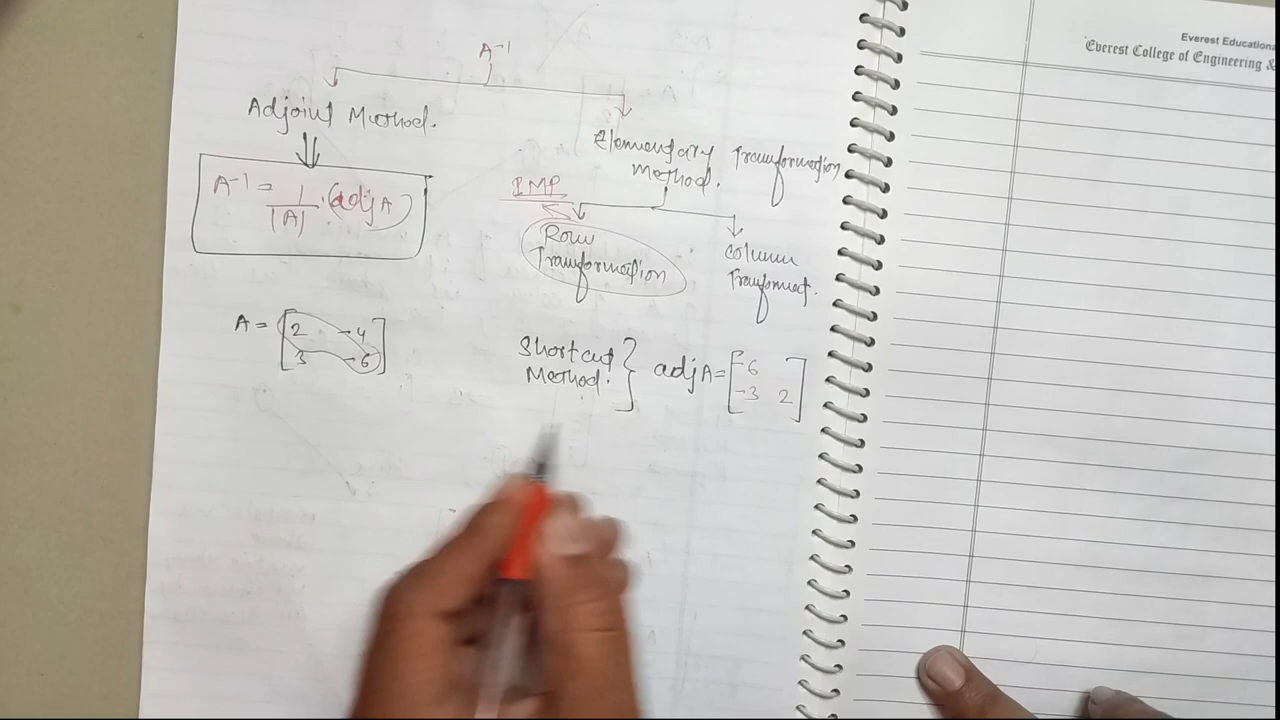 Everest Educationa
Everest College of Engineering &
A⁻¹
Adjoint Method.
Elementary Transformation
Method.
A⁻¹ = 1/|A| · (adj A)
IMP
Row
Transformation
Column
Transformat.
A = [2 -4
3 -6]
Shortcut
Method.
adj A = [-6
-3 2]